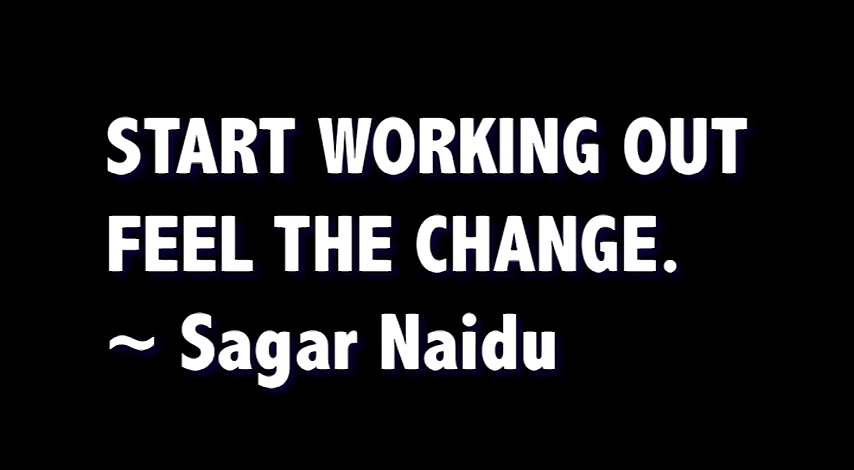 START WORKING OUT
FEEL THE CHANGE.
~ Sagar Naidu